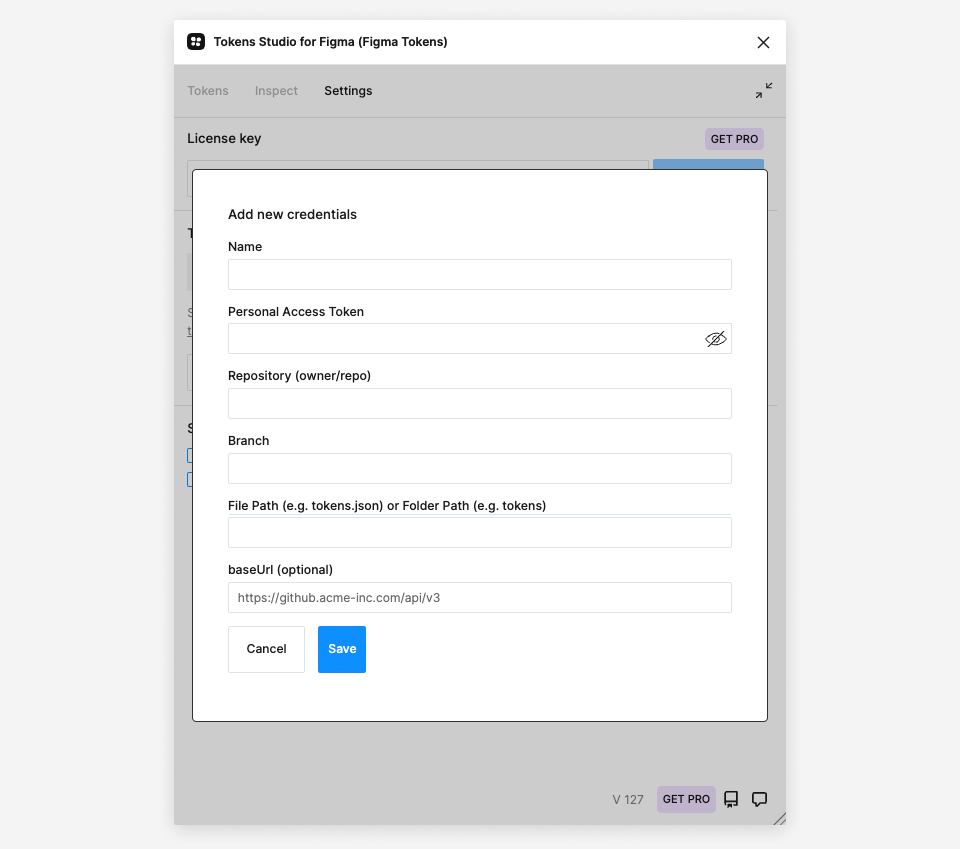 Tokens Studio for Figma (Figma Tokens)
Tokens Inspect Settings
License key GET PRO
Add new credentials
Name
Personal Access Token
Repository (owner/repo)
Branch
File Path (e.g. tokens.json) or Folder Path (e.g. tokens)
baseUrl (optional)
https://github.acme-inc.com/api/v3
Cancel Save
V 127 GET PRO